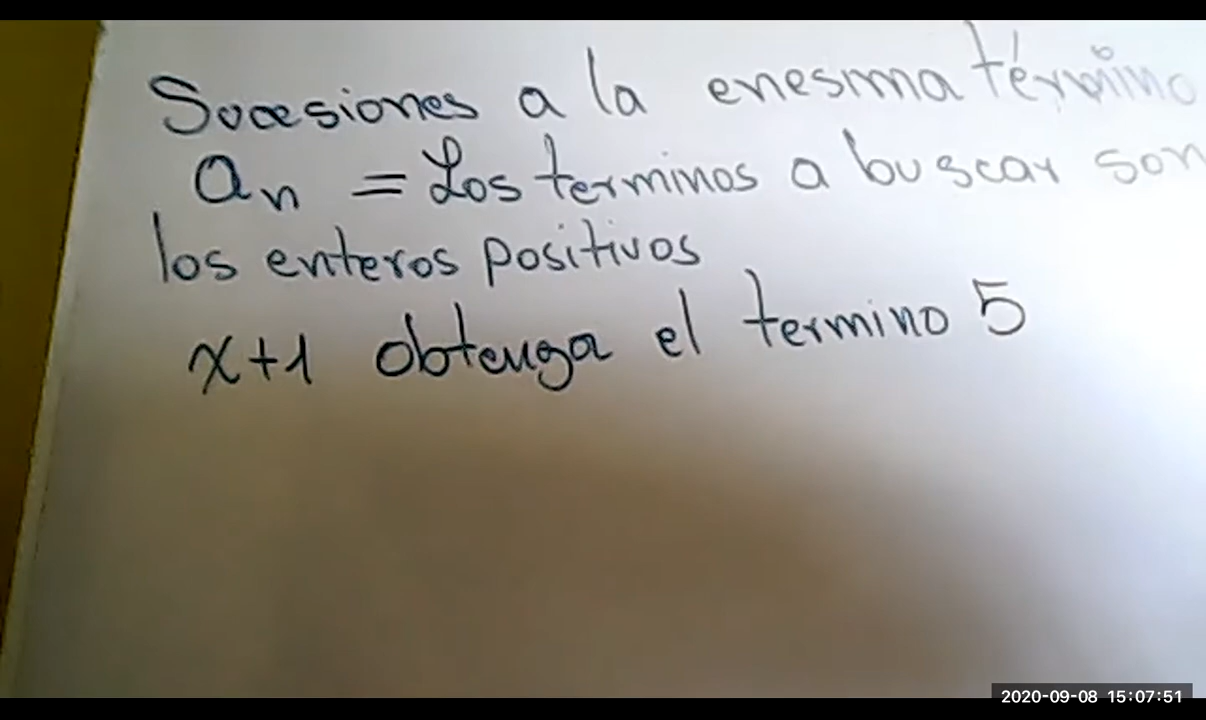 Sucesiones a la enesima término
an = Los terminos a buscar son
los enteros positivos
x+1 obtenga el termino 5
2020-09-08 15:07:51